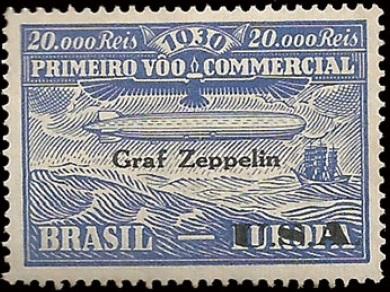 20.000 Reis 1930 20.000 Reis
PRIMEIRO VÔO COMMERCIAL
Graf Zeppelin
BRASIL — U.S.A.